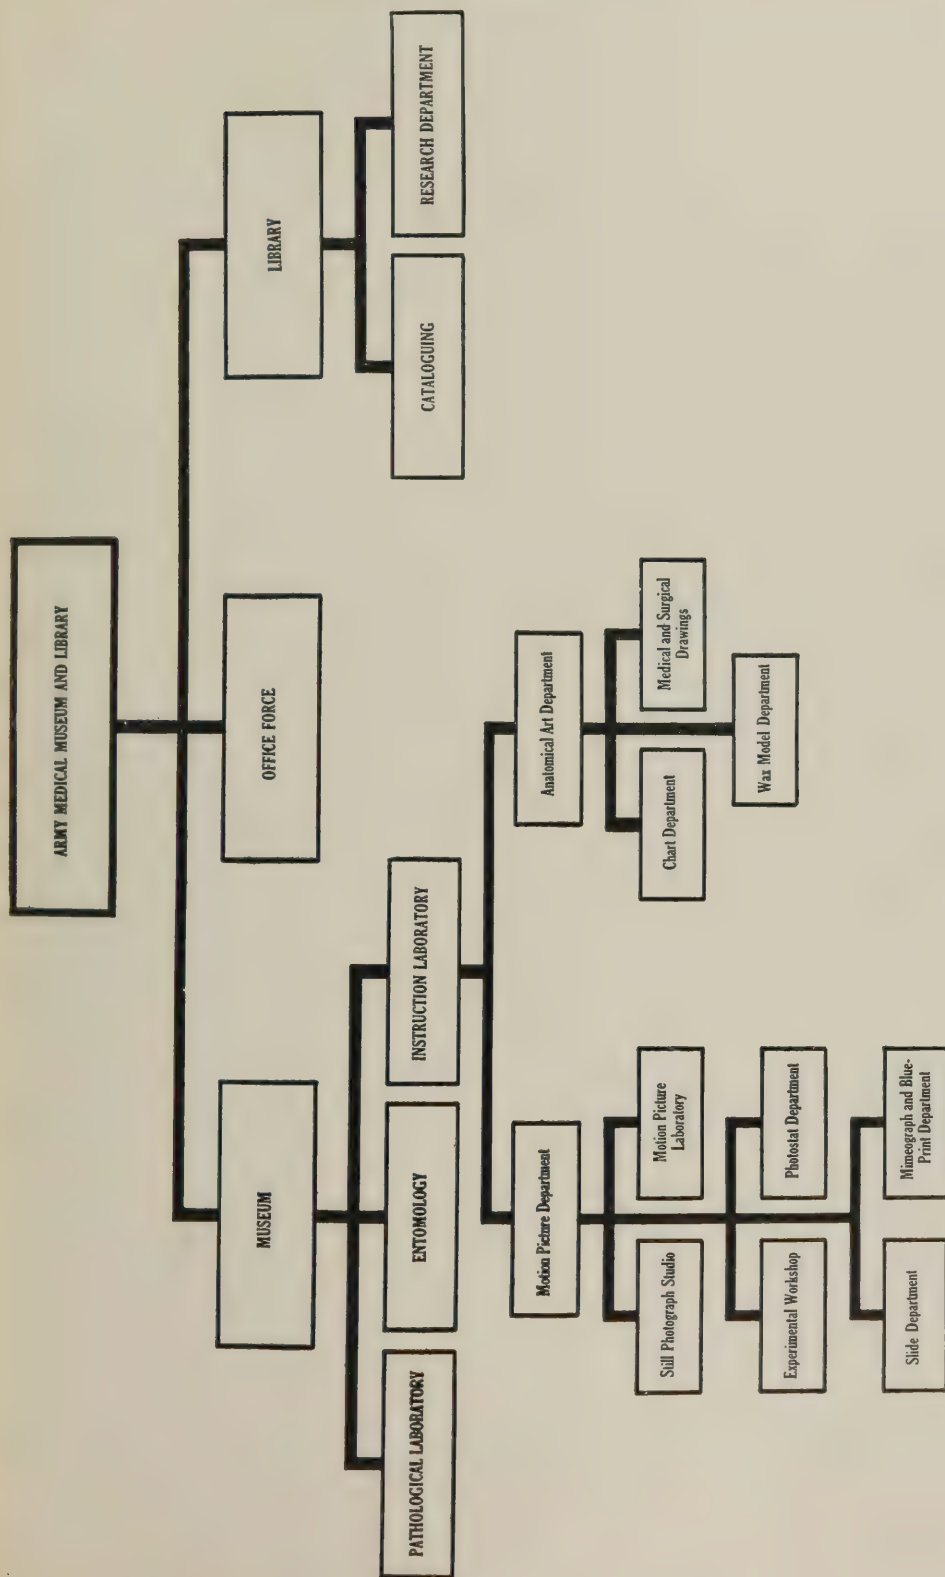 ARMY MEDICAL MUSEUM AND LIBRARY
MUSEUM
OFFICE FORCE
LIBRARY
PATHOLOGICAL LABORATORY
ENTOMOLOGY
INSTRUCTION LABORATORY
CATALOGUING
RESEARCH DEPARTMENT
Motion Picture Department
Anatomical Art Department
Still Photograph Studio
Motion Picture
Laboratory
Chart Department
Medical and Surgical
Drawings
Experimental Workshop
Photostat Department
Wax Model Department
Slide Department
Mimeograph and Blue-
Print Department